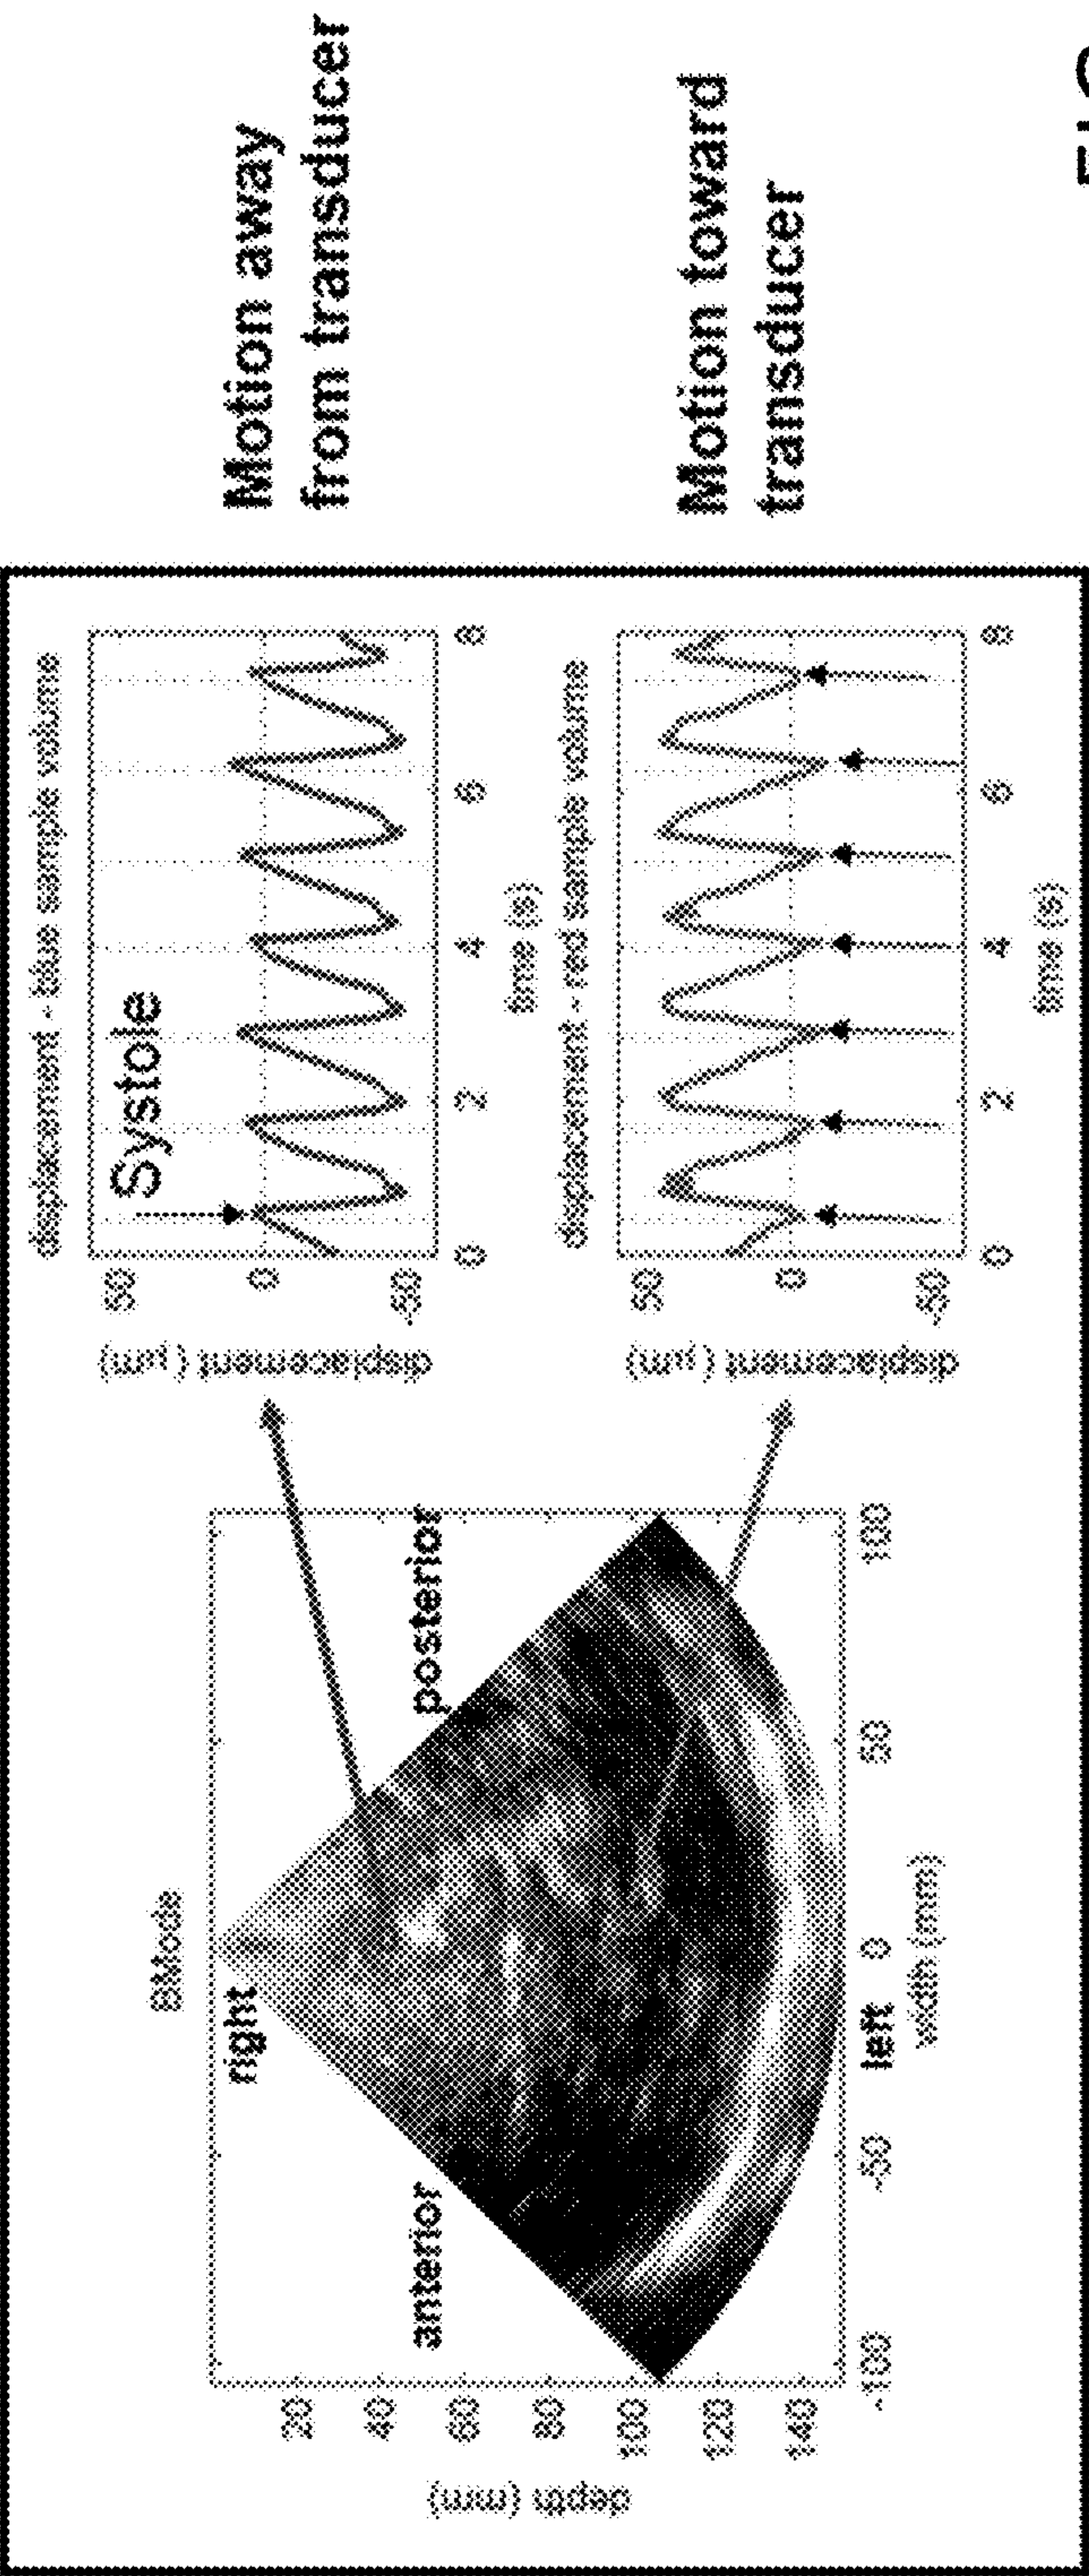 BMode
right
anterior
posterior
depth (mm)
20
40
60
80
100
120
140
-100
-50
left
0
50
100
width (mm)
displacement - blue sample volume
Systole
displacement (µm)
50
0
-50
0
2
4
6
8
time (s)
Motion away
from transducer
displacement - red sample volume
displacement (µm)
50
0
-50
0
2
4
6
8
time (s)
Motion toward
transducer